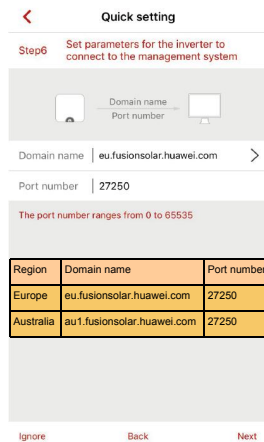 Quick setting
Step6 Set parameters for the inverter to
connect to the management system
Domain name
Port number
Domain name eu.fusionsolar.huawei.com
Port number 27250
The port number ranges from 0 to 65535
Region Domain name Port number
Europe eu.fusionsolar.huawei.com 27250
Australia au1.fusionsolar.huawei.com 27250
Ignore Back Next